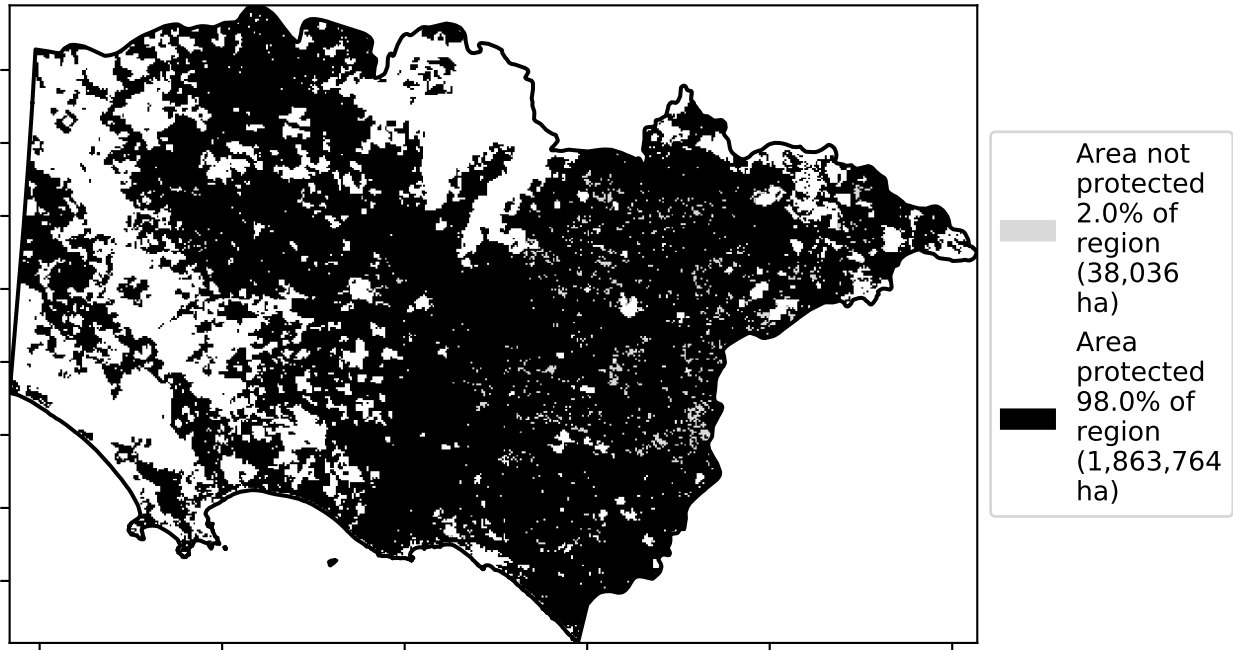 Area not
protected
2.0% of
region
(38,036
ha)
Area
protected
98.0% of
region
(1,863,764
ha)